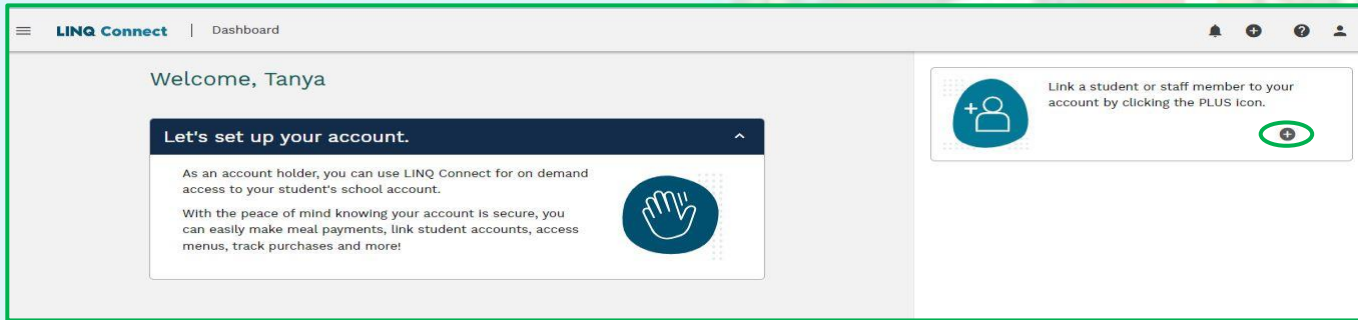 LINQ Connect | Dashboard
Welcome, Tanya
Let's set up your account.
As an account holder, you can use LINQ Connect for on demand
access to your student's school account.
With the peace of mind knowing your account is secure, you
can easily make meal payments, link student accounts, access
menus, track purchases and more!
Link a student or staff member to your
account by clicking the PLUS icon.